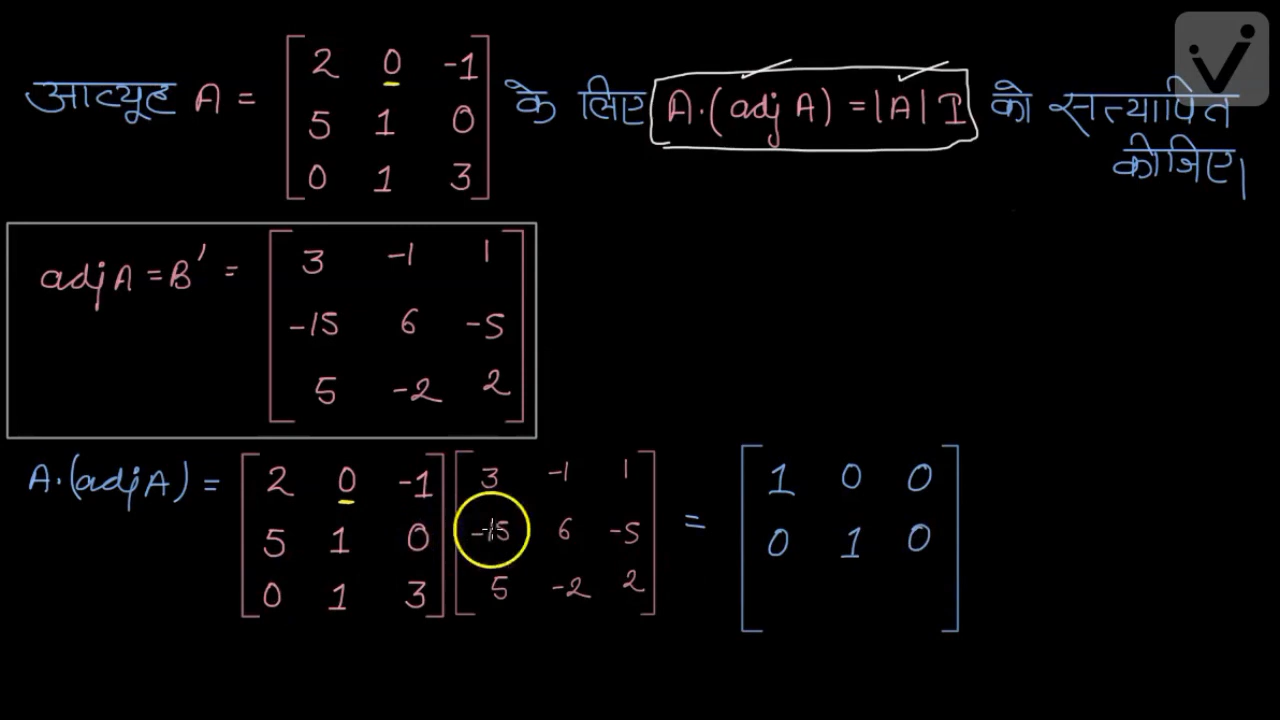 आव्यूह A = [ 2 0 -1 के लिए A·(adj A) = |A| I को सत्यापित
5 1 0
0 1 3 ] कीजिए।
adj A = B' = [ 3 -1 1
-15 6 -5
5 -2 2 ]
A·(adj A) = [ 2 0 -1 ] [ 3 -1 1 ] = [ 1 0 0
5 1 0 -15 6 -5 0 1 0
0 1 3 5 -2 2 ]